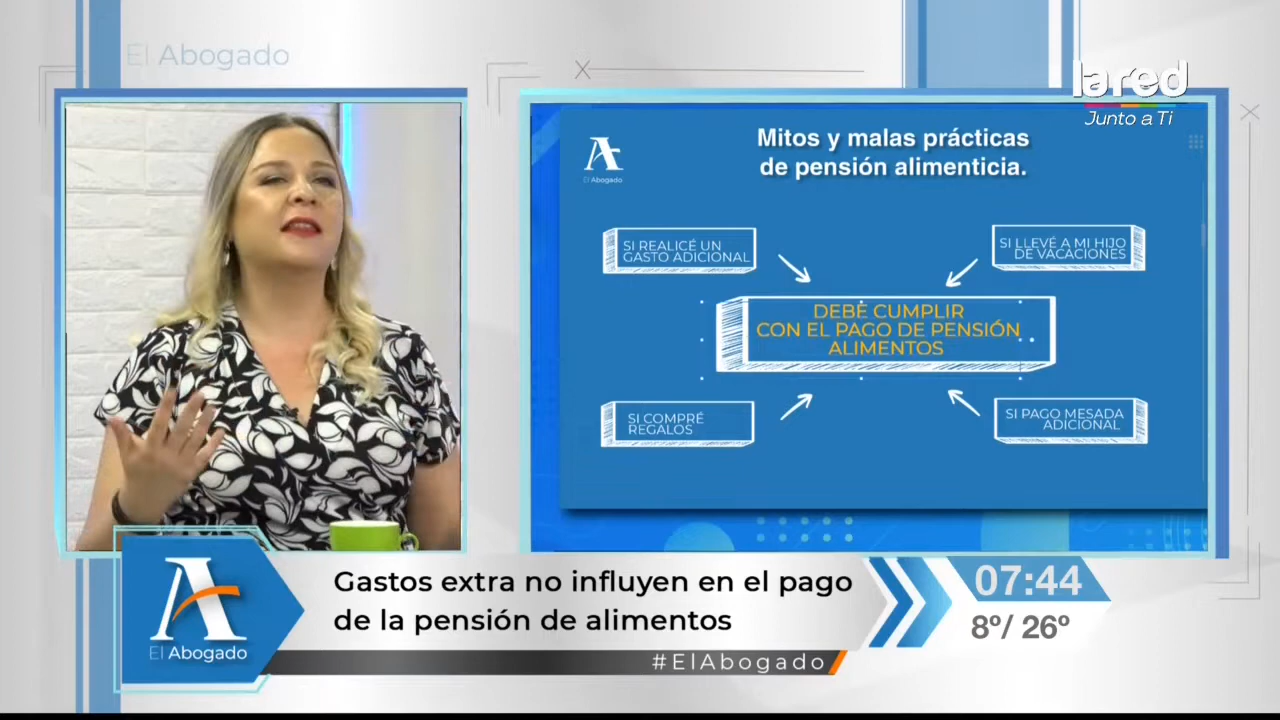 El Abogado
lared
Junto a Ti
Mitos y malas prácticas
de pensión alimenticia.
El Abogado
SI REALICÉ UN
GASTO ADICIONAL
SI LLEVÉ A MI HIJO
DE VACACIONES
DEBE CUMPLIR
CON EL PAGO DE PENSIÓN
ALIMENTOS
SI COMPRÉ
REGALOS
SI PAGO MESADA
ADICIONAL
Gastos extra no influyen en el pago
de la pensión de alimentos
07:44
8º/ 26º
El Abogado
#ElAbogado